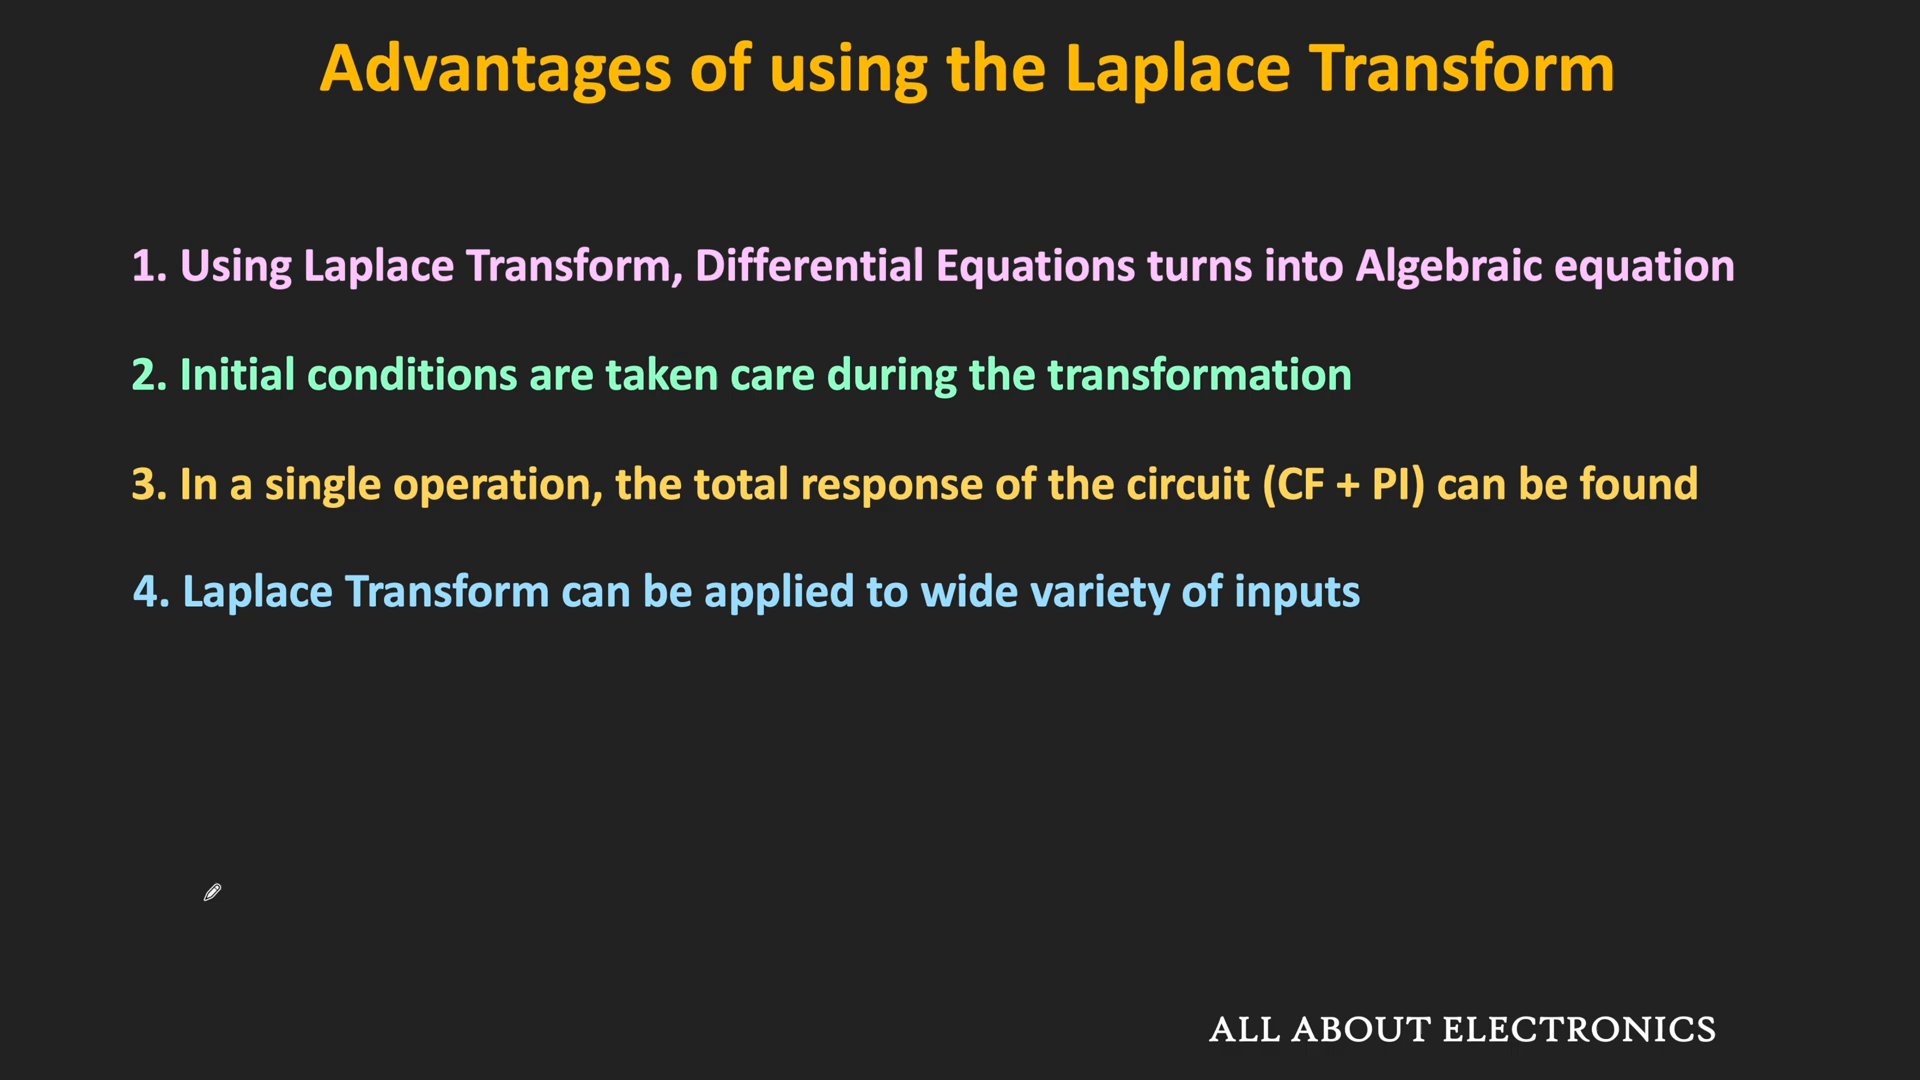 Advantages of using the Laplace Transform
1. Using Laplace Transform, Differential Equations turns into Algebraic equation
2. Initial conditions are taken care during the transformation
3. In a single operation, the total response of the circuit (CF + PI) can be found
4. Laplace Transform can be applied to wide variety of inputs
ALL ABOUT ELECTRONICS